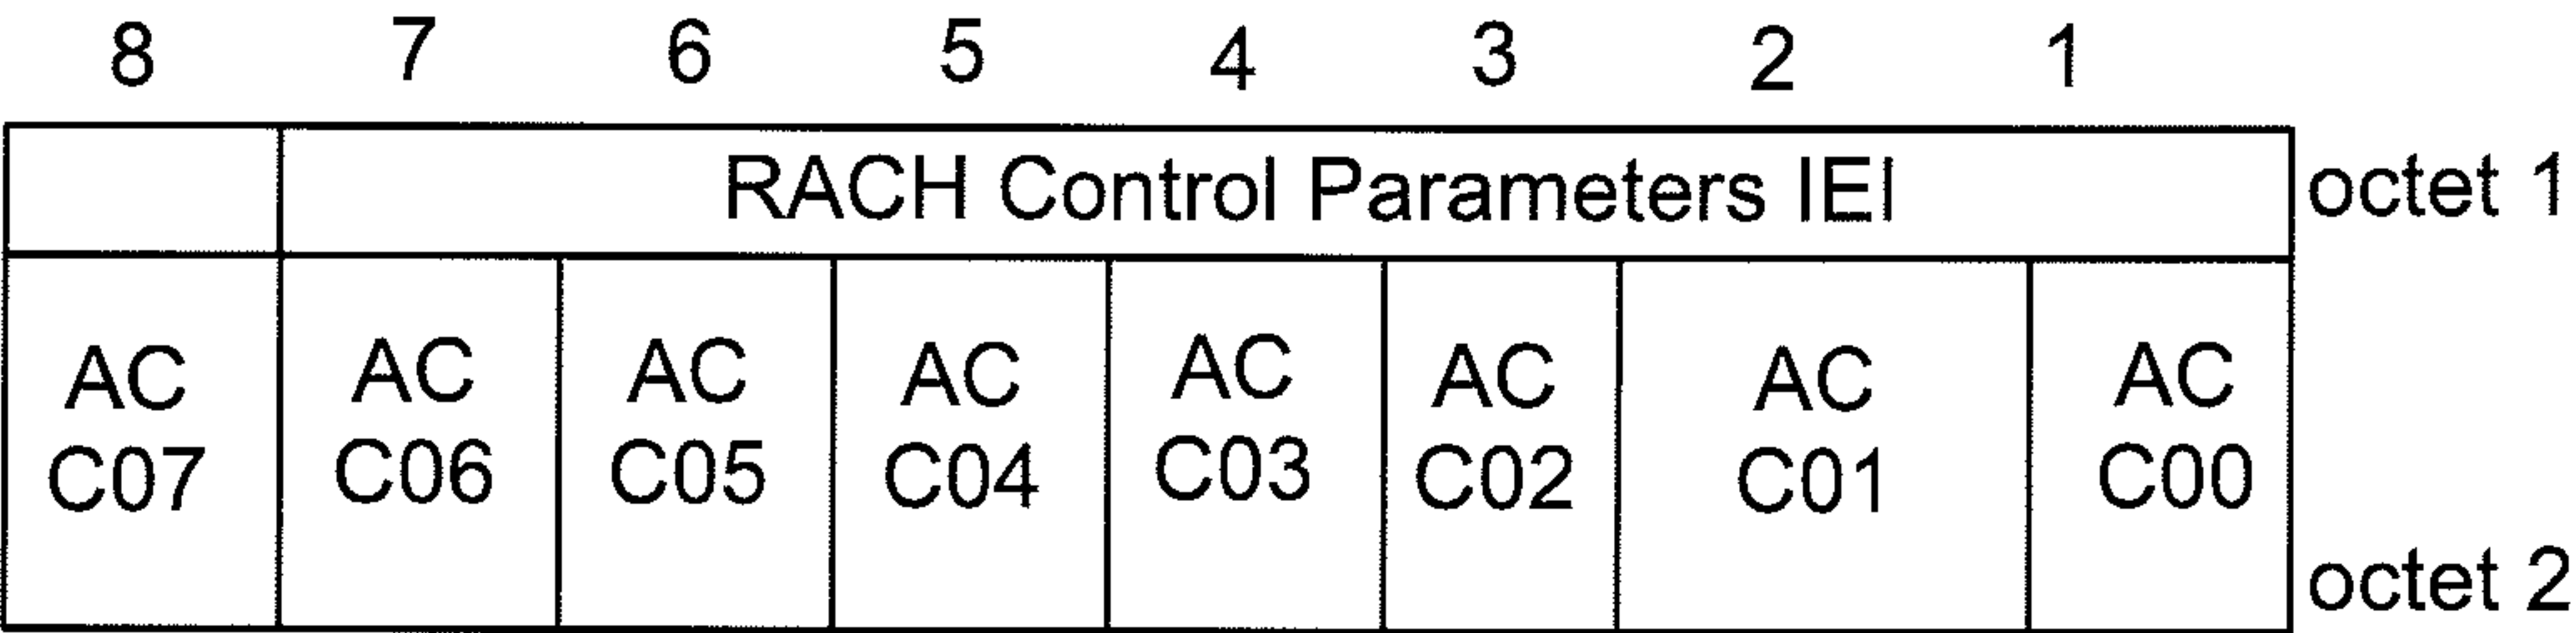 8 7 6 5 4 3 2 1
RACH Control Parameters IEI octet 1
AC AC AC AC AC AC AC AC
C07 C06 C05 C04 C03 C02 C01 C00
octet 2